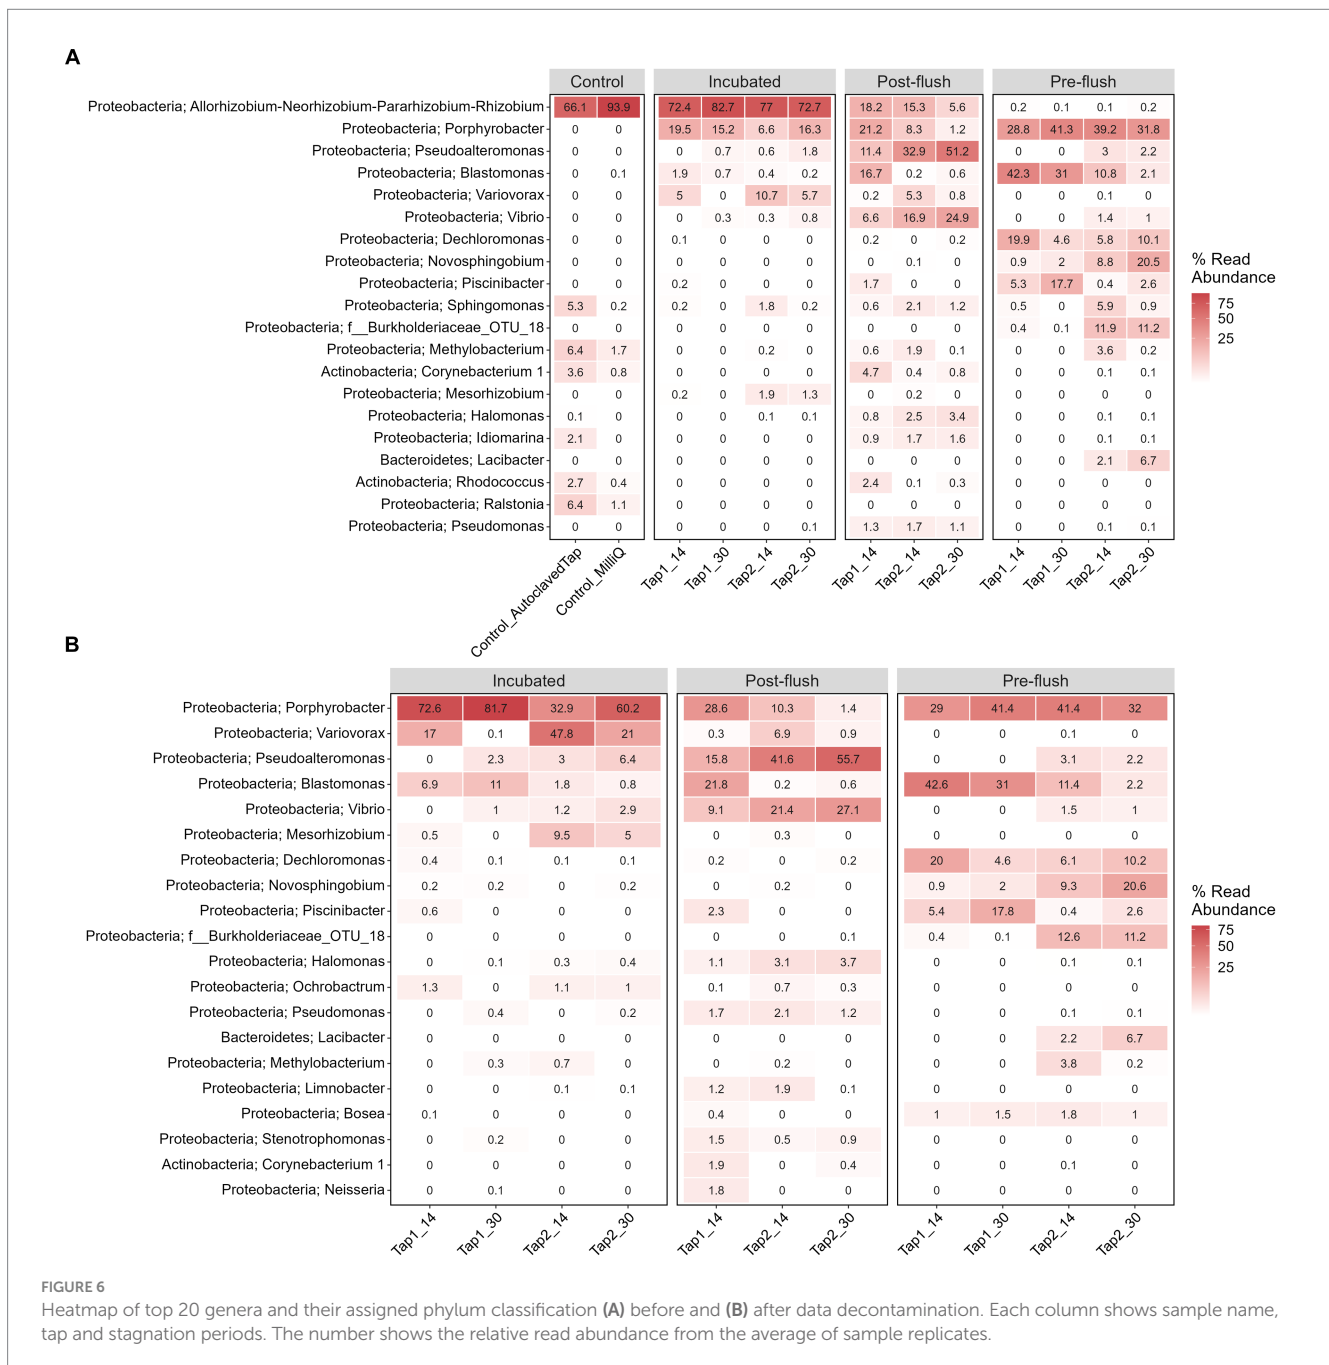 A
Control Incubated Post-flush Pre-flush
Proteobacteria; Allorhizobium-Neorhizobium-Pararhizobium-Rhizobium 66.1 93.9 72.4 82.7 77 72.7 18.2 15.3 5.6 0.2 0.1 0.1 0.2
Proteobacteria; Porphyrobacter 0 0 19.5 15.2 6.6 16.3 21.2 8.3 1.2 28.8 41.3 39.2 31.8
Proteobacteria; Pseudoalteromonas 0 0 0 0.7 0.6 1.8 11.4 32.9 51.2 0 0 3 2.2
Proteobacteria; Blastomonas 0 0.1 1.9 0.7 0.4 0.2 16.7 0.2 0.6 42.3 31 10.8 2.1
Proteobacteria; Variovorax 0 0 5 0 10.7 5.7 0.2 5.3 0.8 0 0 0.1 0
Proteobacteria; Vibrio 0 0 0 0.3 0.3 0.8 6.6 16.9 24.9 0 0 1.4 1
Proteobacteria; Dechloromonas 0 0 0.1 0 0 0 0.2 0 0.2 19.9 4.6 5.8 10.1
Proteobacteria; Novosphingobium 0 0 0 0 0 0 0 0.1 0 0.9 2 8.8 20.5
Proteobacteria; Piscinibacter 0 0 0.2 0 0 0 1.7 0 0 5.3 17.7 0.4 2.6
Proteobacteria; Sphingomonas 5.3 0.2 0.2 0 1.8 0.2 0.6 2.1 1.2 0.5 0 5.9 0.9
Proteobacteria; f__Burkholderiaceae_OTU_18 0 0 0 0 0 0 0 0 0 0.4 0.1 11.9 11.2
Proteobacteria; Methylobacterium 6.4 1.7 0 0 0.2 0 0.6 1.9 0.1 0 0 3.6 0.2
Actinobacteria; Corynebacterium 1 3.6 0.8 0 0 0 0 4.7 0.4 0.8 0 0 0.1 0.1
Proteobacteria; Mesorhizobium 0 0 0.2 0 1.9 1.3 0 0.2 0 0 0 0 0
Proteobacteria; Halomonas 0.1 0 0 0 0.1 0.1 0.8 2.5 3.4 0 0 0.1 0.1
Proteobacteria; Idiomarina 2.1 0 0 0 0 0 0.9 1.7 1.6 0 0 0.1 0.1
Bacteroidetes; Lacibacter 0 0 0 0 0 0 0 0 0 0 0 2.1 6.7
Actinobacteria; Rhodococcus 2.7 0.4 0 0 0 0 2.4 0.1 0.3 0 0 0 0
Proteobacteria; Ralstonia 6.4 1.1 0 0 0 0 0 0 0 0 0 0 0
Proteobacteria; Pseudomonas 0 0 0 0 0 0.1 1.3 1.7 1.1 0 0 0.1 0.1
Control_AutoclavedTap Control_MilliQ Tap1_14 Tap1_30 Tap2_14 Tap2_30 Tap1_14 Tap2_14 Tap2_30 Tap1_14 Tap1_30 Tap2_14 Tap2_30
% Read
Abundance
75
50
25
B
Incubated Post-flush Pre-flush
Proteobacteria; Porphyrobacter 72.6 81.7 32.9 60.2 28.6 10.3 1.4 29 41.4 41.4 32
Proteobacteria; Variovorax 17 0.1 47.8 21 0.3 6.9 0.9 0 0 0.1 0
Proteobacteria; Pseudoalteromonas 0 2.3 3 6.4 15.8 41.6 55.7 0 0 3.1 2.2
Proteobacteria; Blastomonas 6.9 11 1.8 0.8 21.8 0.2 0.6 42.6 31 11.4 2.2
Proteobacteria; Vibrio 0 1 1.2 2.9 9.1 21.4 27.1 0 0 1.5 1
Proteobacteria; Mesorhizobium 0.5 0 9.5 5 0 0.3 0 0 0 0 0
Proteobacteria; Dechloromonas 0.4 0.1 0.1 0.1 0.2 0 0.2 20 4.6 6.1 10.2
Proteobacteria; Novosphingobium 0.2 0.2 0 0.2 0 0.2 0 0.9 2 9.3 20.6
Proteobacteria; Piscinibacter 0.6 0 0 0 2.3 0 0 5.4 17.8 0.4 2.6
Proteobacteria; f__Burkholderiaceae_OTU_18 0 0 0 0 0 0 0.1 0.4 0.1 12.6 11.2
Proteobacteria; Halomonas 0 0.1 0.3 0.4 1.1 3.1 3.7 0 0 0.1 0.1
Proteobacteria; Ochrobactrum 1.3 0 1.1 1 0.1 0.7 0.3 0 0 0 0
Proteobacteria; Pseudomonas 0 0.4 0 0.2 1.7 2.1 1.2 0 0 0.1 0.1
Bacteroidetes; Lacibacter 0 0 0 0 0 0 0 0 0 2.2 6.7
Proteobacteria; Methylobacterium 0 0.3 0.7 0 0 0.2 0 0 0 3.8 0.2
Proteobacteria; Limnobacter 0 0 0.1 0.1 1.2 1.9 0.1 0 0 0 0
Proteobacteria; Bosea 0.1 0 0 0 0.4 0 0 1 1.5 1.8 1
Proteobacteria; Stenotrophomonas 0 0.2 0 0 1.5 0.5 0.9 0 0 0 0
Actinobacteria; Corynebacterium 1 0 0 0 0 1.9 0 0.4 0 0 0.1 0
Proteobacteria; Neisseria 0 0.1 0 0 1.8 0 0 0 0 0 0
Tap1_14 Tap1_30 Tap2_14 Tap2_30 Tap1_14 Tap2_14 Tap2_30 Tap1_14 Tap1_30 Tap2_14 Tap2_30
% Read
Abundance
75
50
25
FIGURE 6
Heatmap of top 20 genera and their assigned phylum classification (A) before and (B) after data decontamination. Each column shows sample name,
tap and stagnation periods. The number shows the relative read abundance from the average of sample replicates.